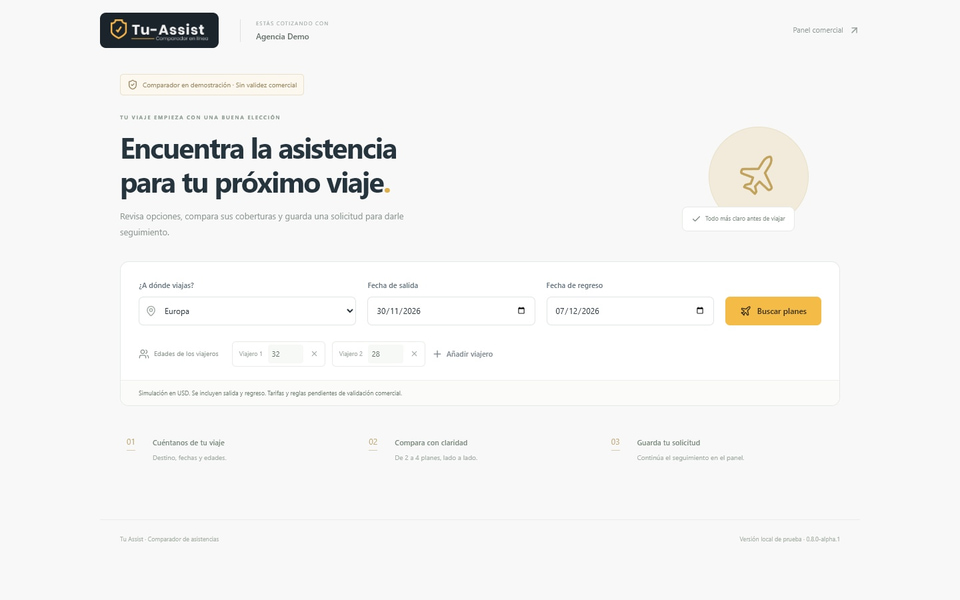 Tu-Assist
Comparador en línea
ESTÁS COTIZANDO CON
Agencia Demo
Panel comercial
Comparador en demostración · Sin validez comercial
TU VIAJE EMPIEZA CON UNA BUENA ELECCIÓN
Encuentra la asistencia
para tu próximo viaje.
Revisa opciones, compara sus coberturas y guarda una solicitud para darle
seguimiento.
Todo más claro antes de viajar
¿A dónde viajas?
Fecha de salida
Fecha de regreso
Europa
30/11/2026
07/12/2026
Buscar planes
Edades de los viajeros
Viajero 1
32
Viajero 2
28
Añadir viajero
Simulación en USD. Se incluyen salida y regreso. Tarifas y reglas pendientes de validación comercial.
01
Cuéntanos de tu viaje
Destino, fechas y edades.
02
Compara con claridad
De 2 a 4 planes, lado a lado.
03
Guarda tu solicitud
Continúa el seguimiento en el panel.
Tu Assist · Comparador de asistencias
Versión local de prueba · 0.8.0-alpha.1